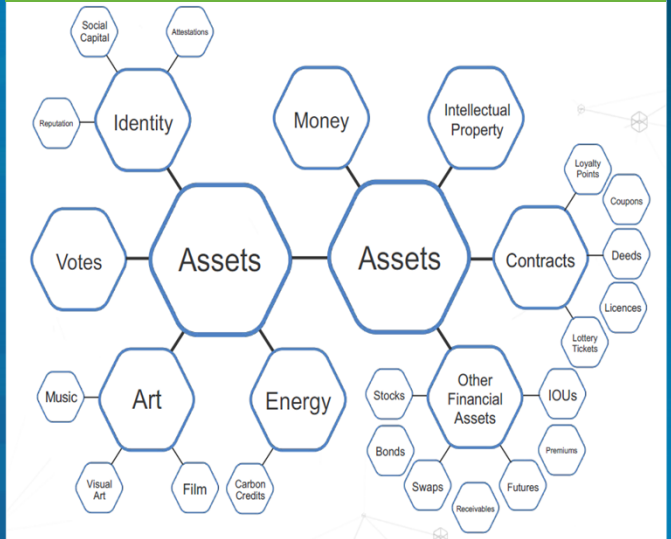 Social
Capital
Attestations
Reputation
Identity
Money
Intellectual
Property
Loyalty
Points
Coupons
Votes
Assets
Assets
Contracts
Deeds
Licences
Lottery
Tickets
Music
Art
Energy
Visual
Art
Film
Carbon
Credits
Other
Financial
Assets
Stocks
IOUs
Bonds
Premiums
Swaps
Futures
Receivables